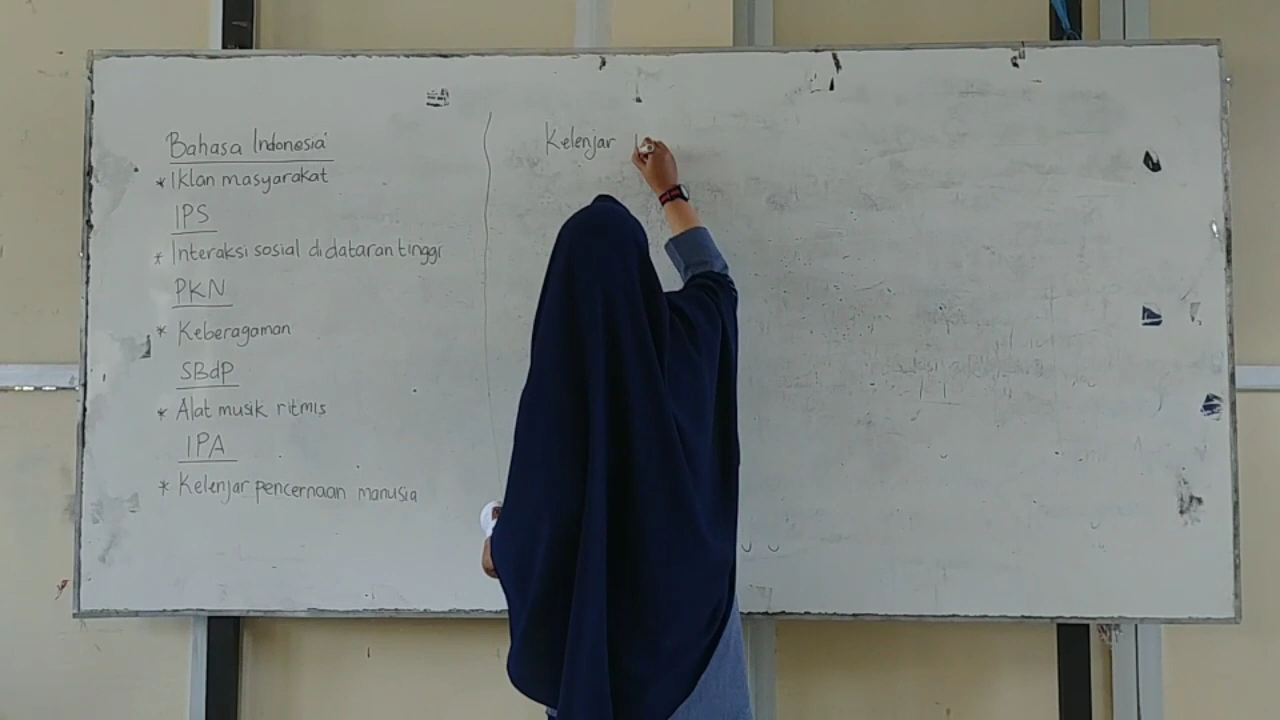 Bahasa Indonesia
* Iklan masyarakat
IPS
* Interaksi sosial di dataran tinggi
PKN
* Keberagaman
SBdP
* Alat musik ritmis
IPA
* Kelenjar pencernaan manusia
Kelenjar